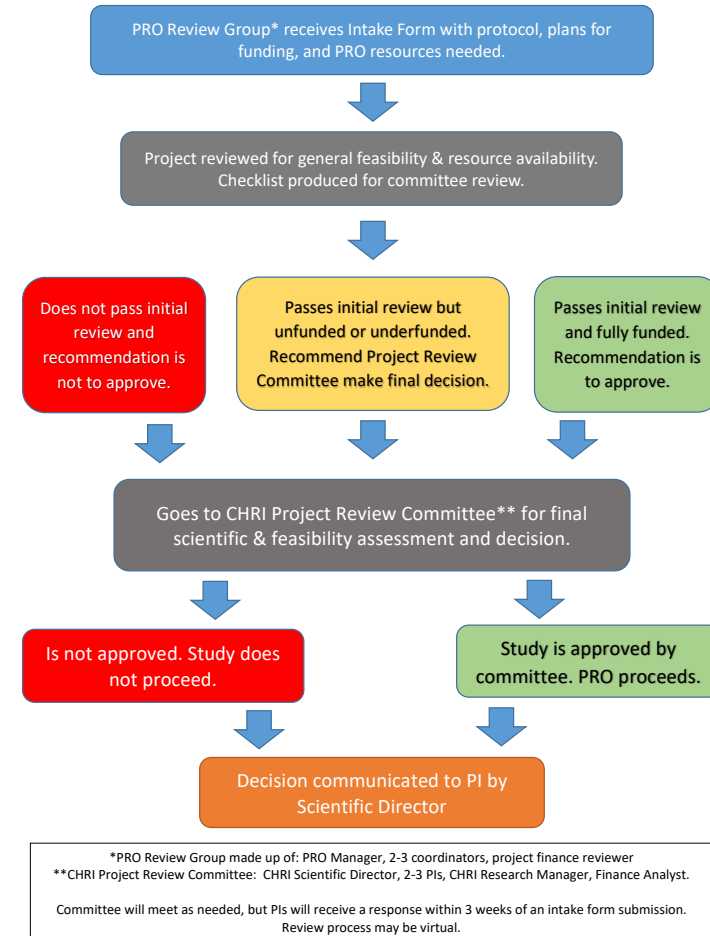 PRO Review Group* receives Intake Form with protocol, plans for
funding, and PRO resources needed.
Project reviewed for general feasibility & resource availability.
Checklist produced for committee review.
Does not pass initial
review and
recommendation is
not to approve.
Passes initial review but
unfunded or underfunded.
Recommend Project Review
Committee make final decision.
Passes initial review
and fully funded.
Recommendation is
to approve.
Goes to CHRI Project Review Committee** for final
scientific & feasibility assessment and decision.
Is not approved. Study does
not proceed.
Study is approved by
committee. PRO proceeds.
Decision communicated to PI by
Scientific Director
*PRO Review Group made up of: PRO Manager, 2-3 coordinators, project finance reviewer
**CHRI Project Review Committee: CHRI Scientific Director, 2-3 PIs, CHRI Research Manager, Finance Analyst.
Committee will meet as needed, but PIs will receive a response within 3 weeks of an intake form submission.
Review process may be virtual.